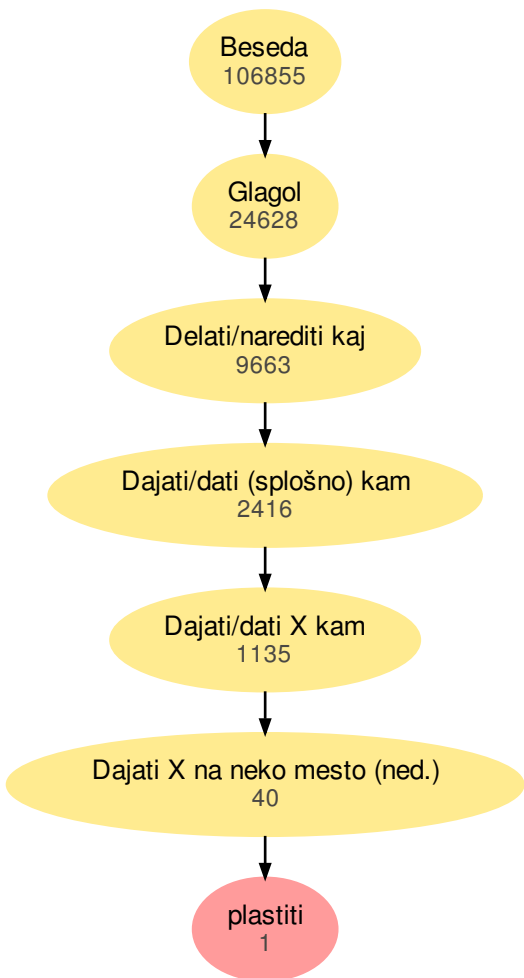 Beseda
106855
Glagol
24628
Delati/narediti kaj
9663
Dajati/dati (splošno) kam
2416
Dajati/dati X kam
1135
Dajati X na neko mesto (ned.)
40
plastiti
1